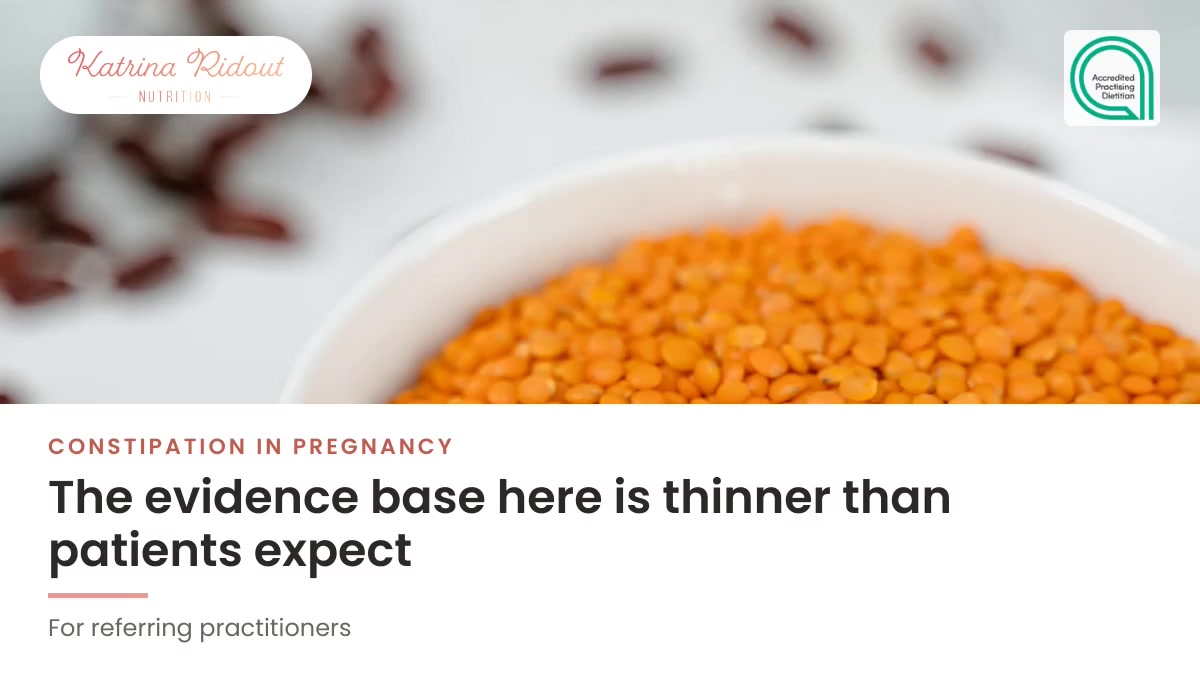 Katrina Ridout
NUTRITION
Accredited
Practising
Dietitian
CONSTIPATION IN PREGNANCY
The evidence base here is thinner than
patients expect
For referring practitioners